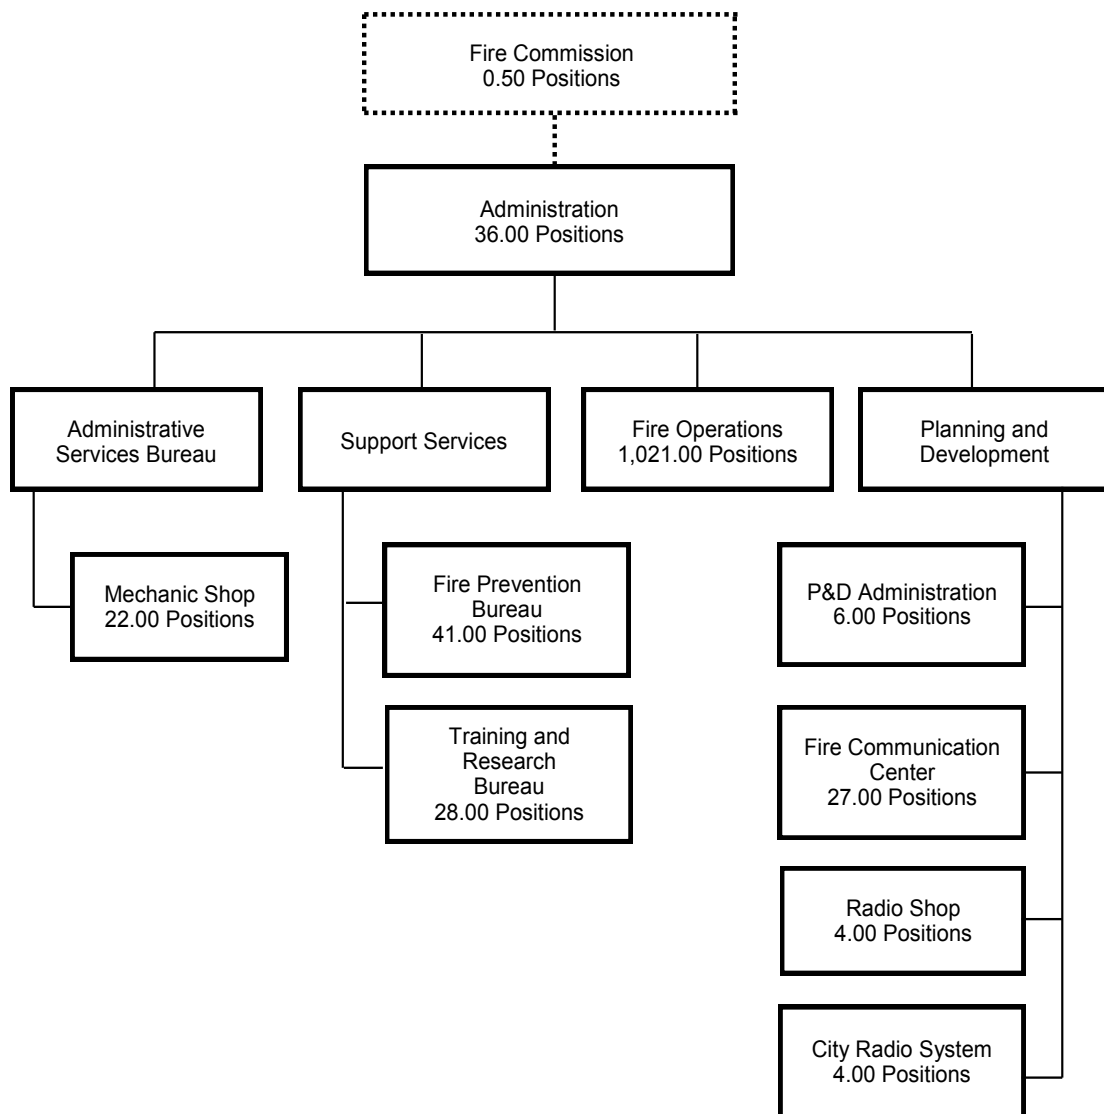 Fire Commission
0.50 Positions
Administration
36.00 Positions
Administrative
Services Bureau
Support Services
Fire Operations
1,021.00 Positions
Planning and
Development
Mechanic Shop
22.00 Positions
Fire Prevention
Bureau
41.00 Positions
Training and
Research
Bureau
28.00 Positions
P&D Administration
6.00 Positions
Fire Communication
Center
27.00 Positions
Radio Shop
4.00 Positions
City Radio System
4.00 Positions